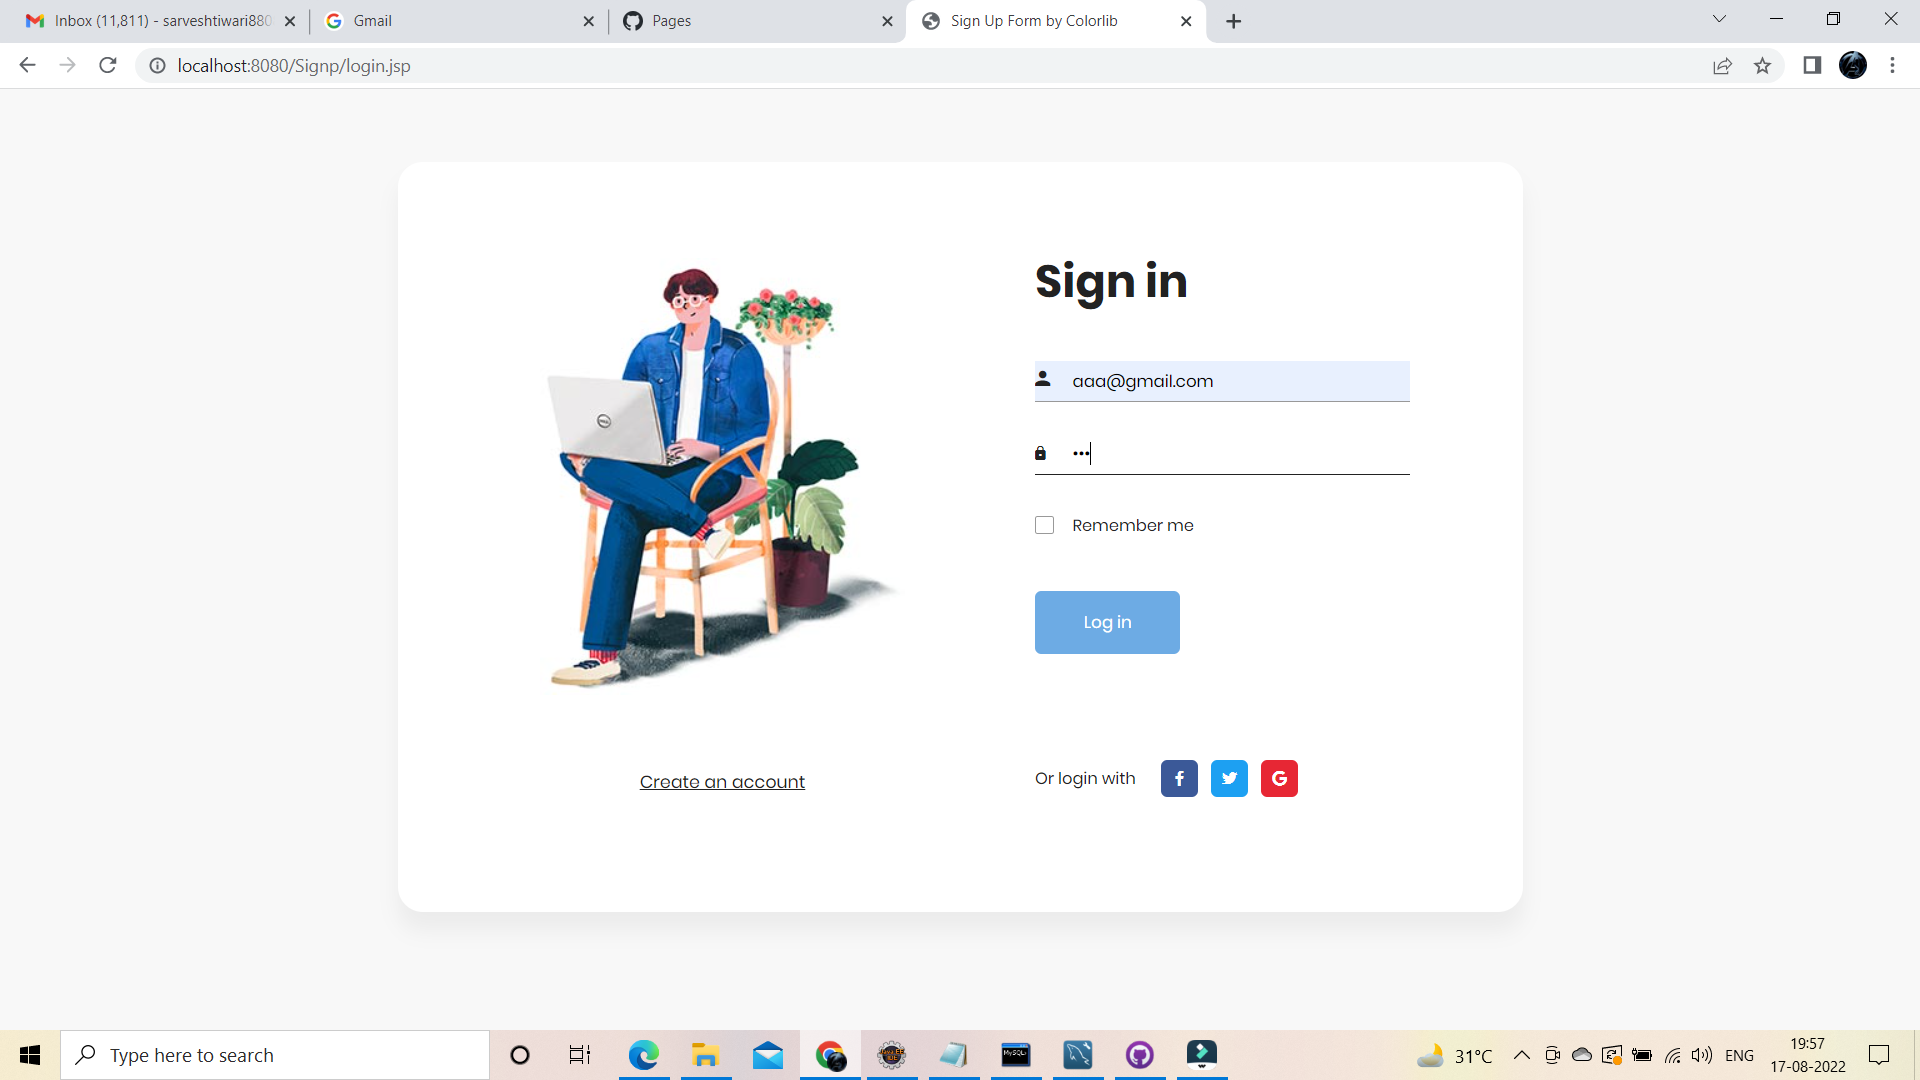 Inbox (11,811) - sarveshtiwari880
Gmail
Pages
Sign Up Form by Colorlib
localhost:8080/Signp/login.jsp
Sign in
aaa@gmail.com
•••
Remember me
Log in
Create an account
Or login with
Type here to search
31°C
ENG
19:57
17-08-2022